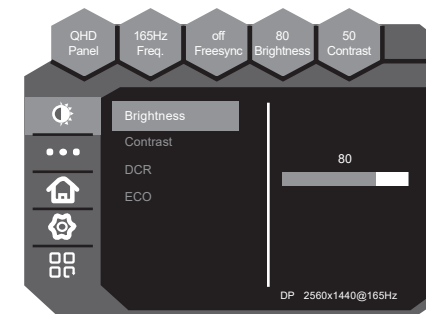 QHD
Panel
165Hz
Freq.
off
Freesync
80
Brightness
50
Contrast
Brightness
Contrast
DCR
ECO
80
DP 2560x1440@165Hz